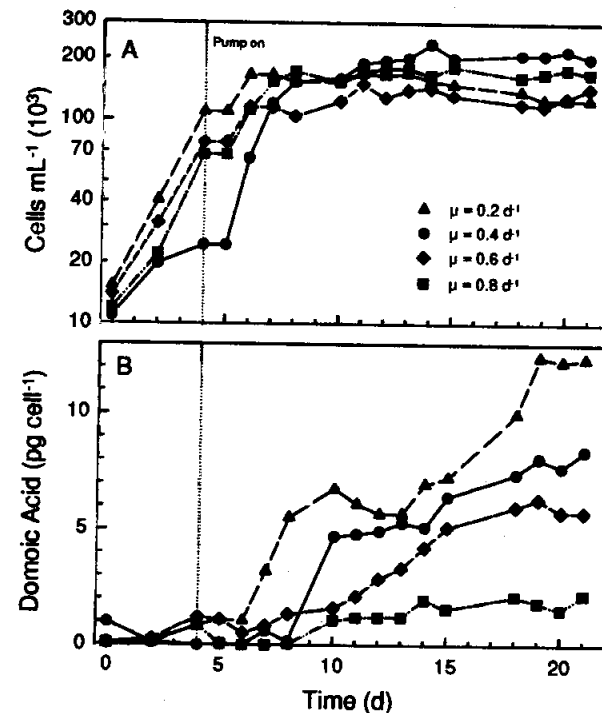 A
Pump on
300
200
100
70
40
20
10
Cells mL⁻¹ (10³)
μ = 0.2 d⁻¹
μ = 0.4 d⁻¹
μ = 0.6 d⁻¹
μ = 0.8 d⁻¹
B
10
5
0
Domoic Acid (pg cell⁻¹)
0 5 10 15 20
Time (d)